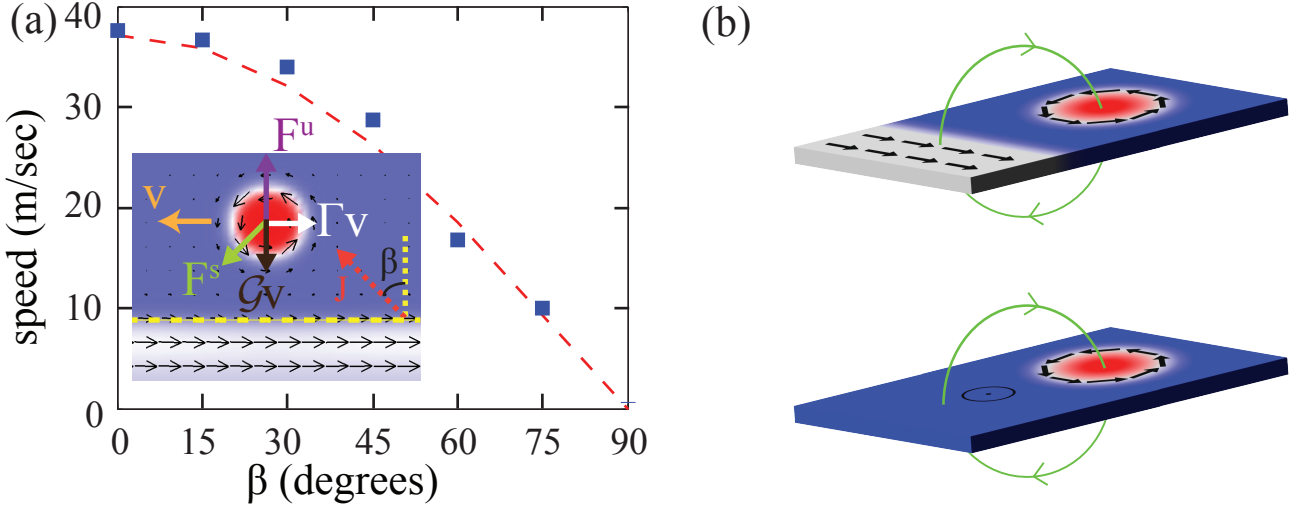 (a)
(b)
40
30
20
10
0
speed (m/sec)
F^u
v
Γv
F^s
𝒢v
j
β
0 15 30 45 60 75 90
β (degrees)